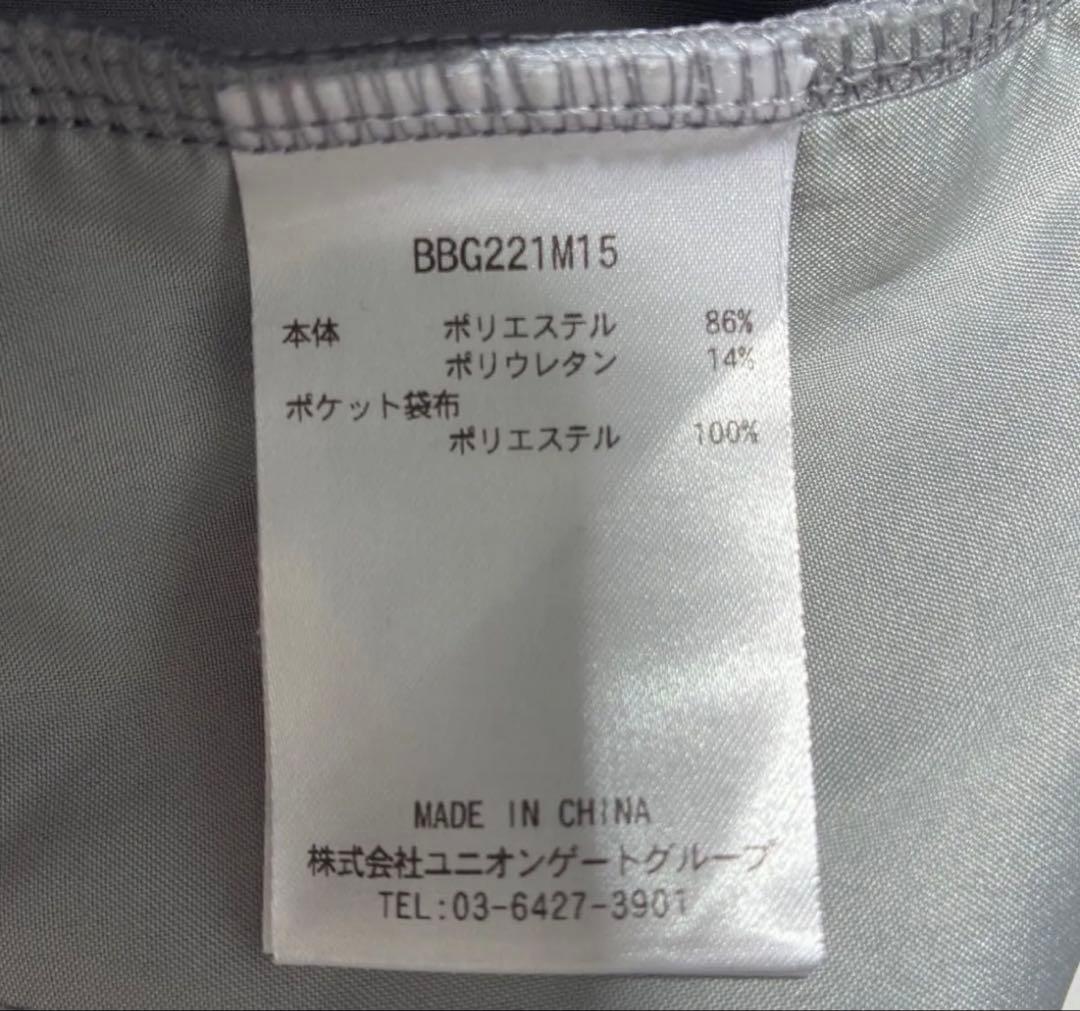 BBG221M15
本体 ポリエステル 86%
ポリウレタン 14%
ポケット袋布
ポリエステル 100%
MADE IN CHINA
株式会社ユニオンゲートグループ
TEL:03-6427-3901